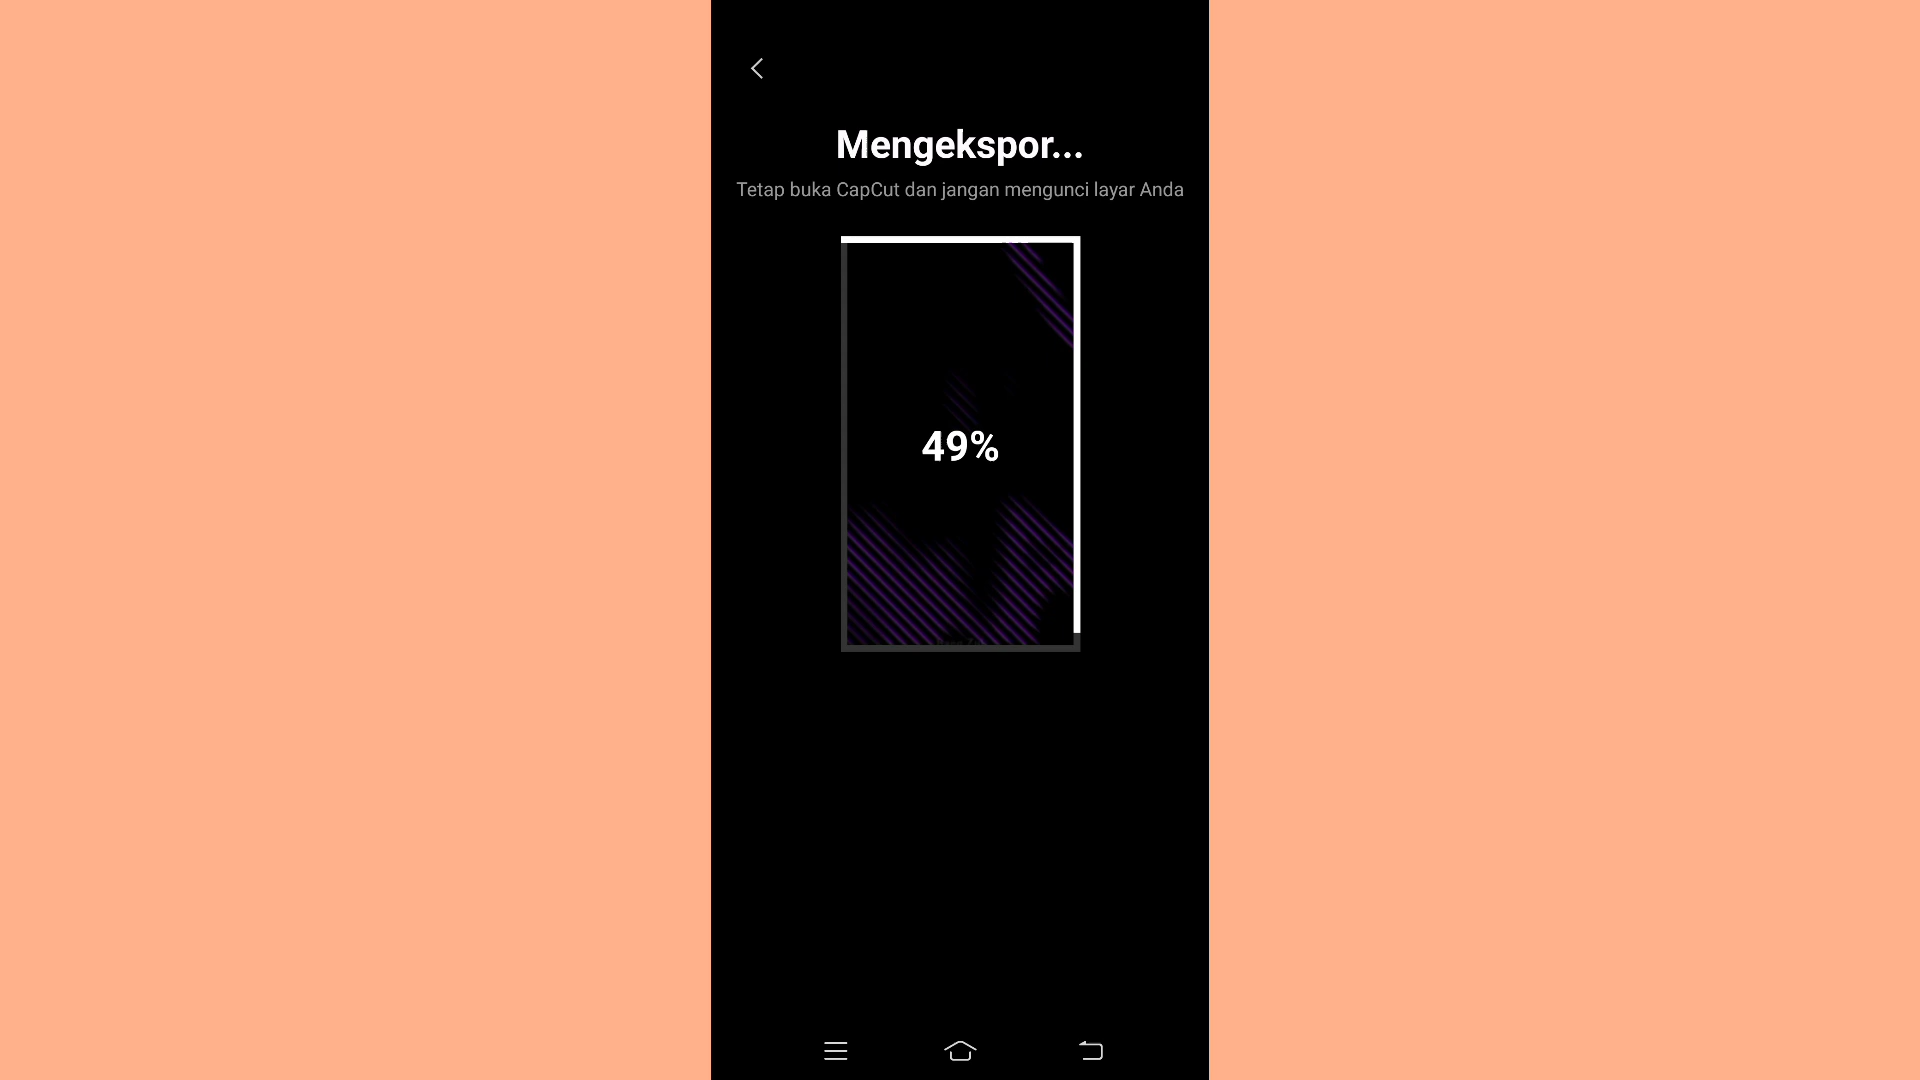 Mengekspor...
Tetap buka CapCut dan jangan mengunci layar Anda
49%